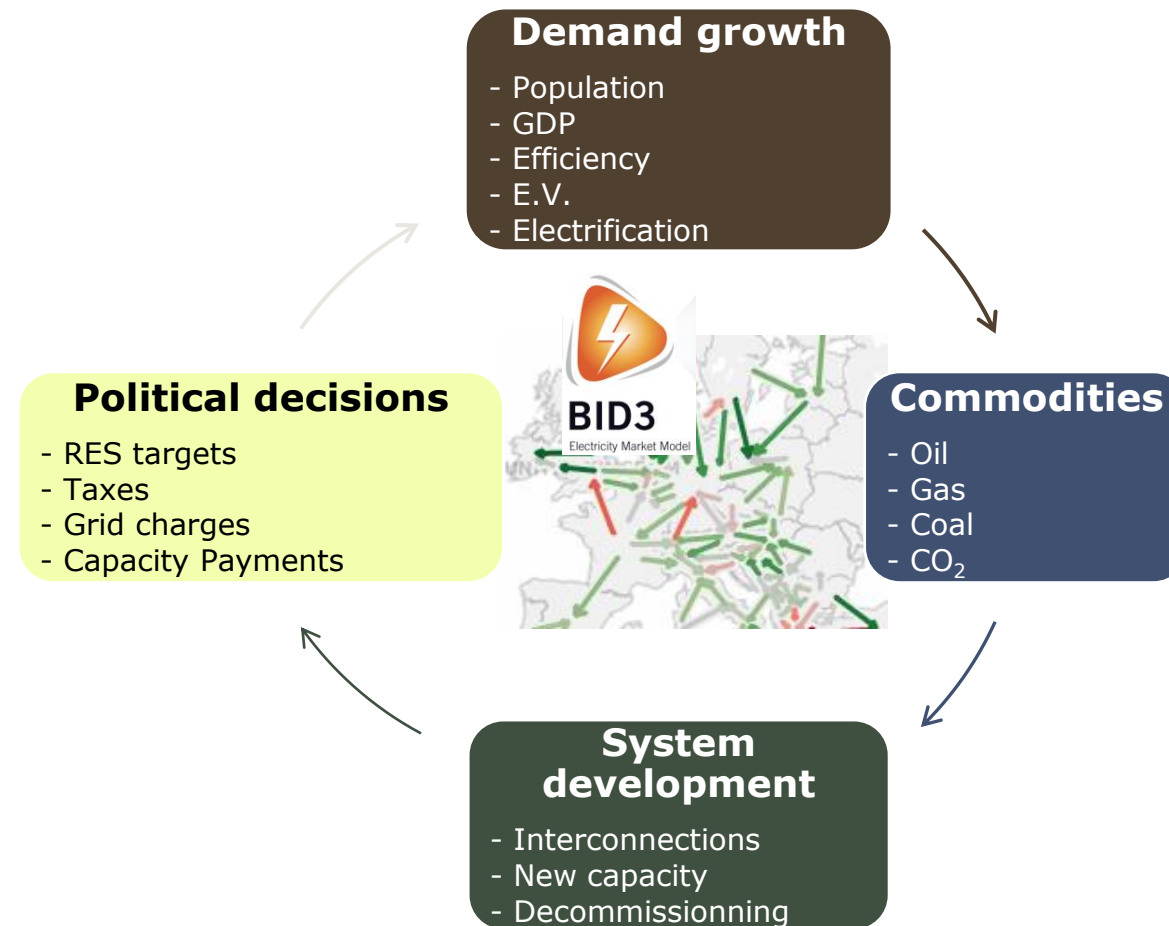 Demand growth
- Population
- GDP
- Efficiency
- E.V.
- Electrification
BID3
Electricity Market Model
Political decisions
- RES targets
- Taxes
- Grid charges
- Capacity Payments
Commodities
- Oil
- Gas
- Coal
- CO₂
System
development
- Interconnections
- New capacity
- Decommissionning